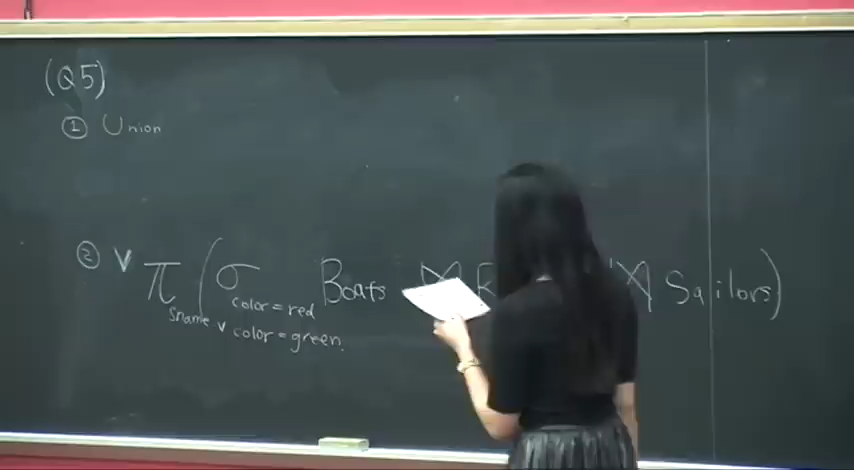 (Q5)
① Union
② ∨ π (σ Boats ⋈ R ⋈ Sailors)
Sname color = red
∨ color = green